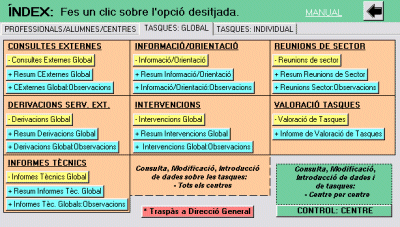 ÍNDEX: Fes un clic sobre l'opció desitjada. MANUAL
PROFESSIONALS/ALUMNES/CENTRES TASQUES: GLOBAL TASQUES: INDIVIDUAL
CONSULTES EXTERNES
- Consultes Externes Global
+ Resum CExternes Global
+ CExternes Global:Observacions
INFORMACIÓ/ORIENTACIÓ
- Informació/Orientació
+ Resum Informació/Orientació
+ Informació/Orientació:Observacions
REUNIONS DE SECTOR
- Reunions de sector
+ Resum Reunions de Sector
+ Reunions Sector:Observacions
DERIVACIONS SERV. EXT.
- Derivacions Global
+ Resum Derivacions Global
+ Derivacions Global:Observacions
INTERVENCIONS
- Intervencions Global
+ Resum Intervencions Global
+ Intervencions Global:Observacions
VALORACIÓ TASQUES
- Valoració de Tasques
+ Informe de Valoració de Tasques
INFORMES TÈCNICS
- Informes Tècnics Global
+ Resum Informes Tèc. Global
+ Informes Tèc. Globals:Observacions
Consulta, Modificació, Introducció
de dades sobre les tasques:
- Tots els centres
* Traspàs a Direcció General
Consulta, Modificació,
Introducció de dades i
de tasques:
- Centre per centre
CONTROL: CENTRE